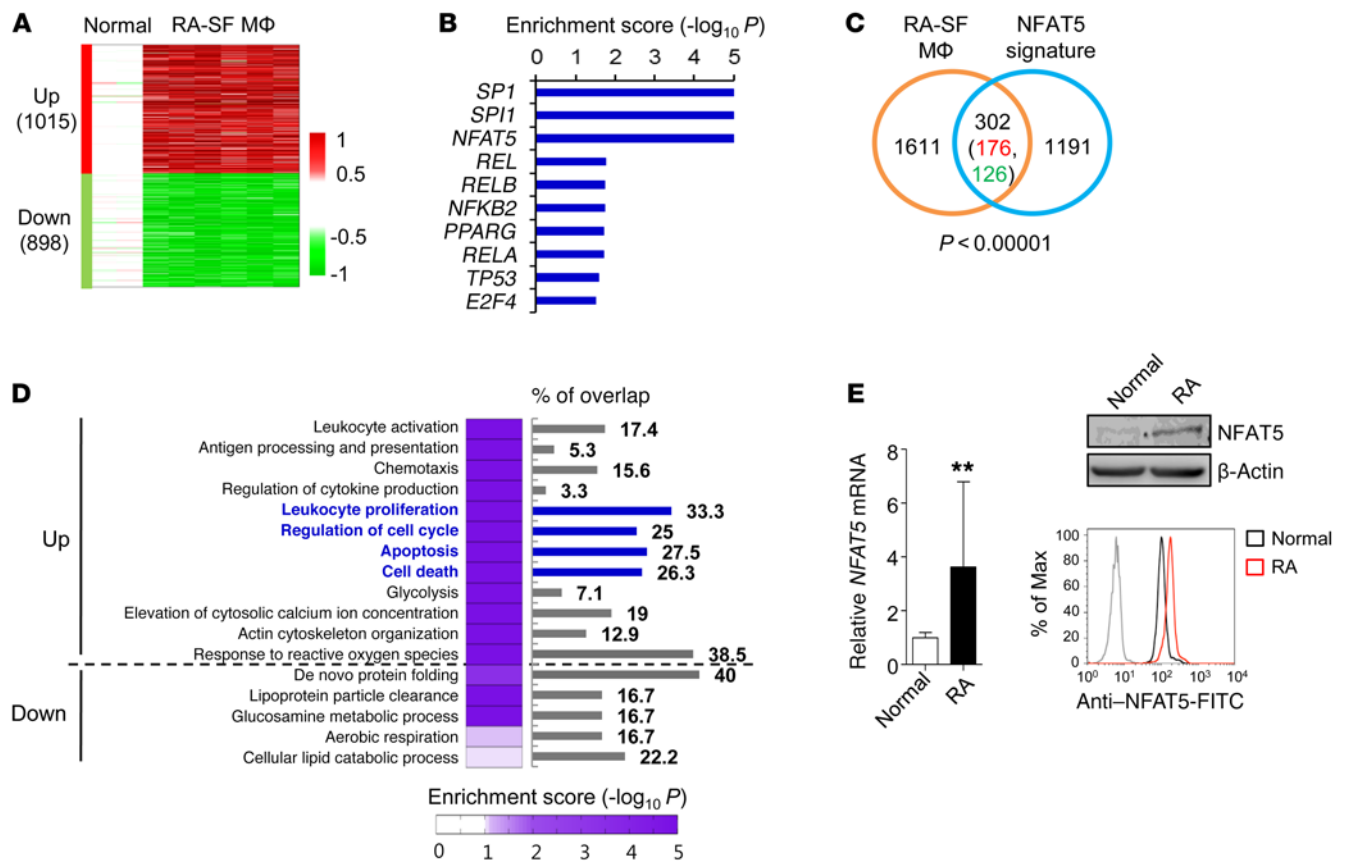 A
Normal RA-SF MΦ
Up
(1015)
Down
(898)
1
0.5
-0.5
-1
B
Enrichment score (-log10 P)
0 1 2 3 4 5
SP1
SPI1
NFAT5
REL
RELB
NFKB2
PPARG
RELA
TP53
E2F4
C
RA-SF NFAT5
MΦ signature
1611 302 1191
(176,
126)
P < 0.00001
D
% of overlap
Up
Leukocyte activation 17.4
Antigen processing and presentation 5.3
Chemotaxis 15.6
Regulation of cytokine production 3.3
Leukocyte proliferation 33.3
Regulation of cell cycle 25
Apoptosis 27.5
Cell death 26.3
Glycolysis 7.1
Elevation of cytosolic calcium ion concentration 19
Actin cytoskeleton organization 12.9
Response to reactive oxygen species 38.5
Down
De novo protein folding 40
Lipoprotein particle clearance 16.7
Glucosamine metabolic process 16.7
Aerobic respiration 16.7
Cellular lipid catabolic process 22.2
Enrichment score (-log10 P)
0 1 2 3 4 5
E
Relative NFAT5 mRNA
8
6
4
2
0
**
Normal
RA
Normal
RA
NFAT5
β-Actin
% of Max
100
80
60
40
20
0
10^0 10^1 10^2 10^3 10^4
Anti–NFAT5-FITC
Normal
RA